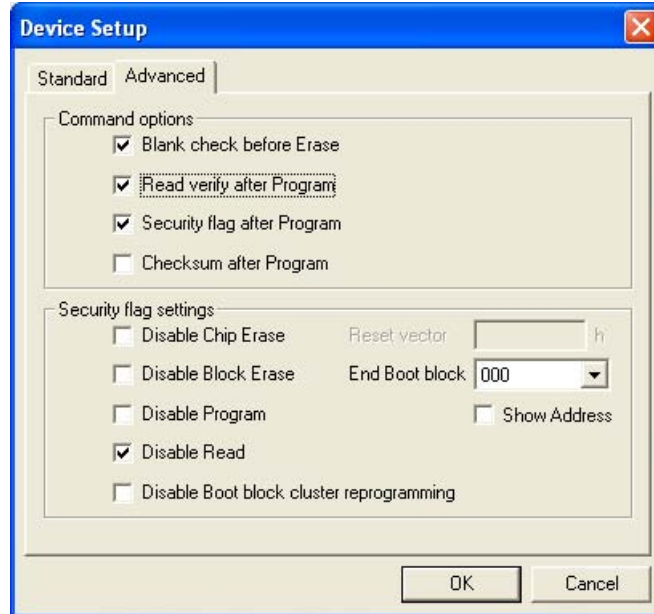 Device Setup
Standard Advanced
Command options
Blank check before Erase
Read verify after Program
Security flag after Program
Checksum after Program
Security flag settings
Disable Chip Erase Reset vector h
Disable Block Erase End Boot block 000
Disable Program Show Address
Disable Read
Disable Boot block cluster reprogramming
OK Cancel